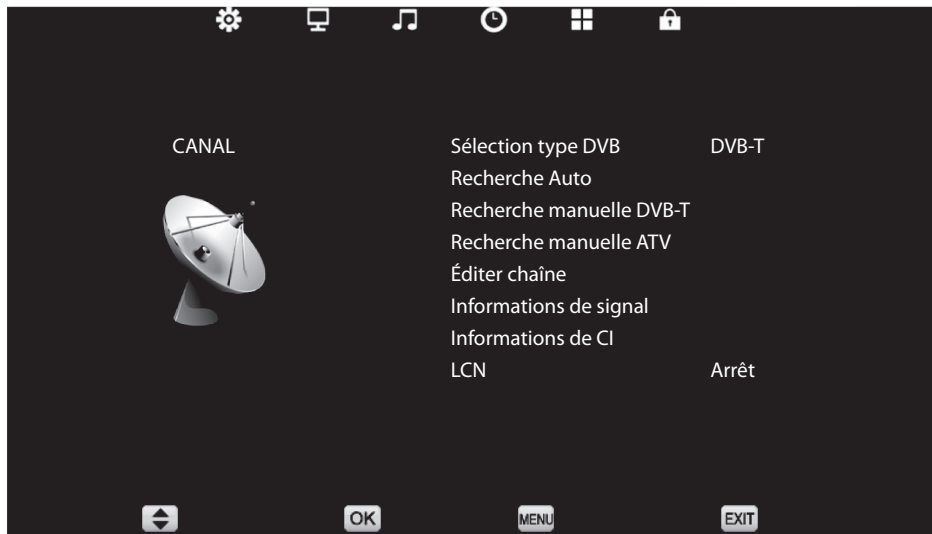 CANAL
Sélection type DVB DVB-T
Recherche Auto
Recherche manuelle DVB-T
Recherche manuelle ATV
Éditer chaîne
Informations de signal
Informations de CI
LCN Arrêt
OK MENU EXIT